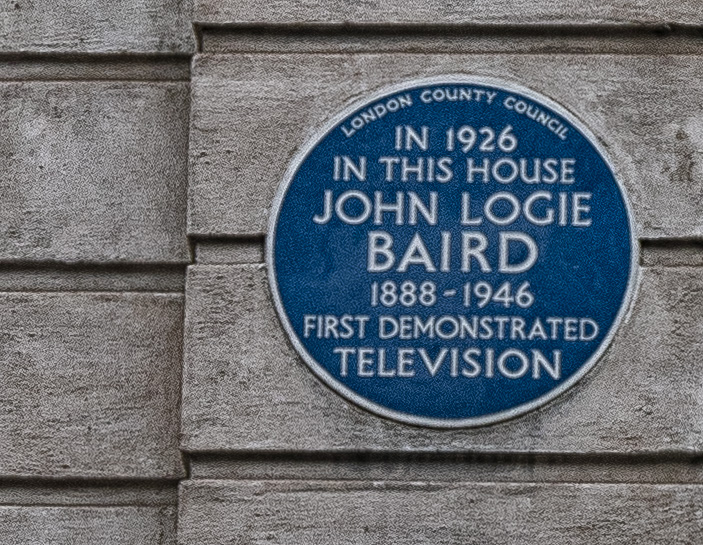 LONDON COUNTY COUNCIL
IN 1926
IN THIS HOUSE
JOHN LOGIE
BAIRD
1888-1946
FIRST DEMONSTRATED
TELEVISION